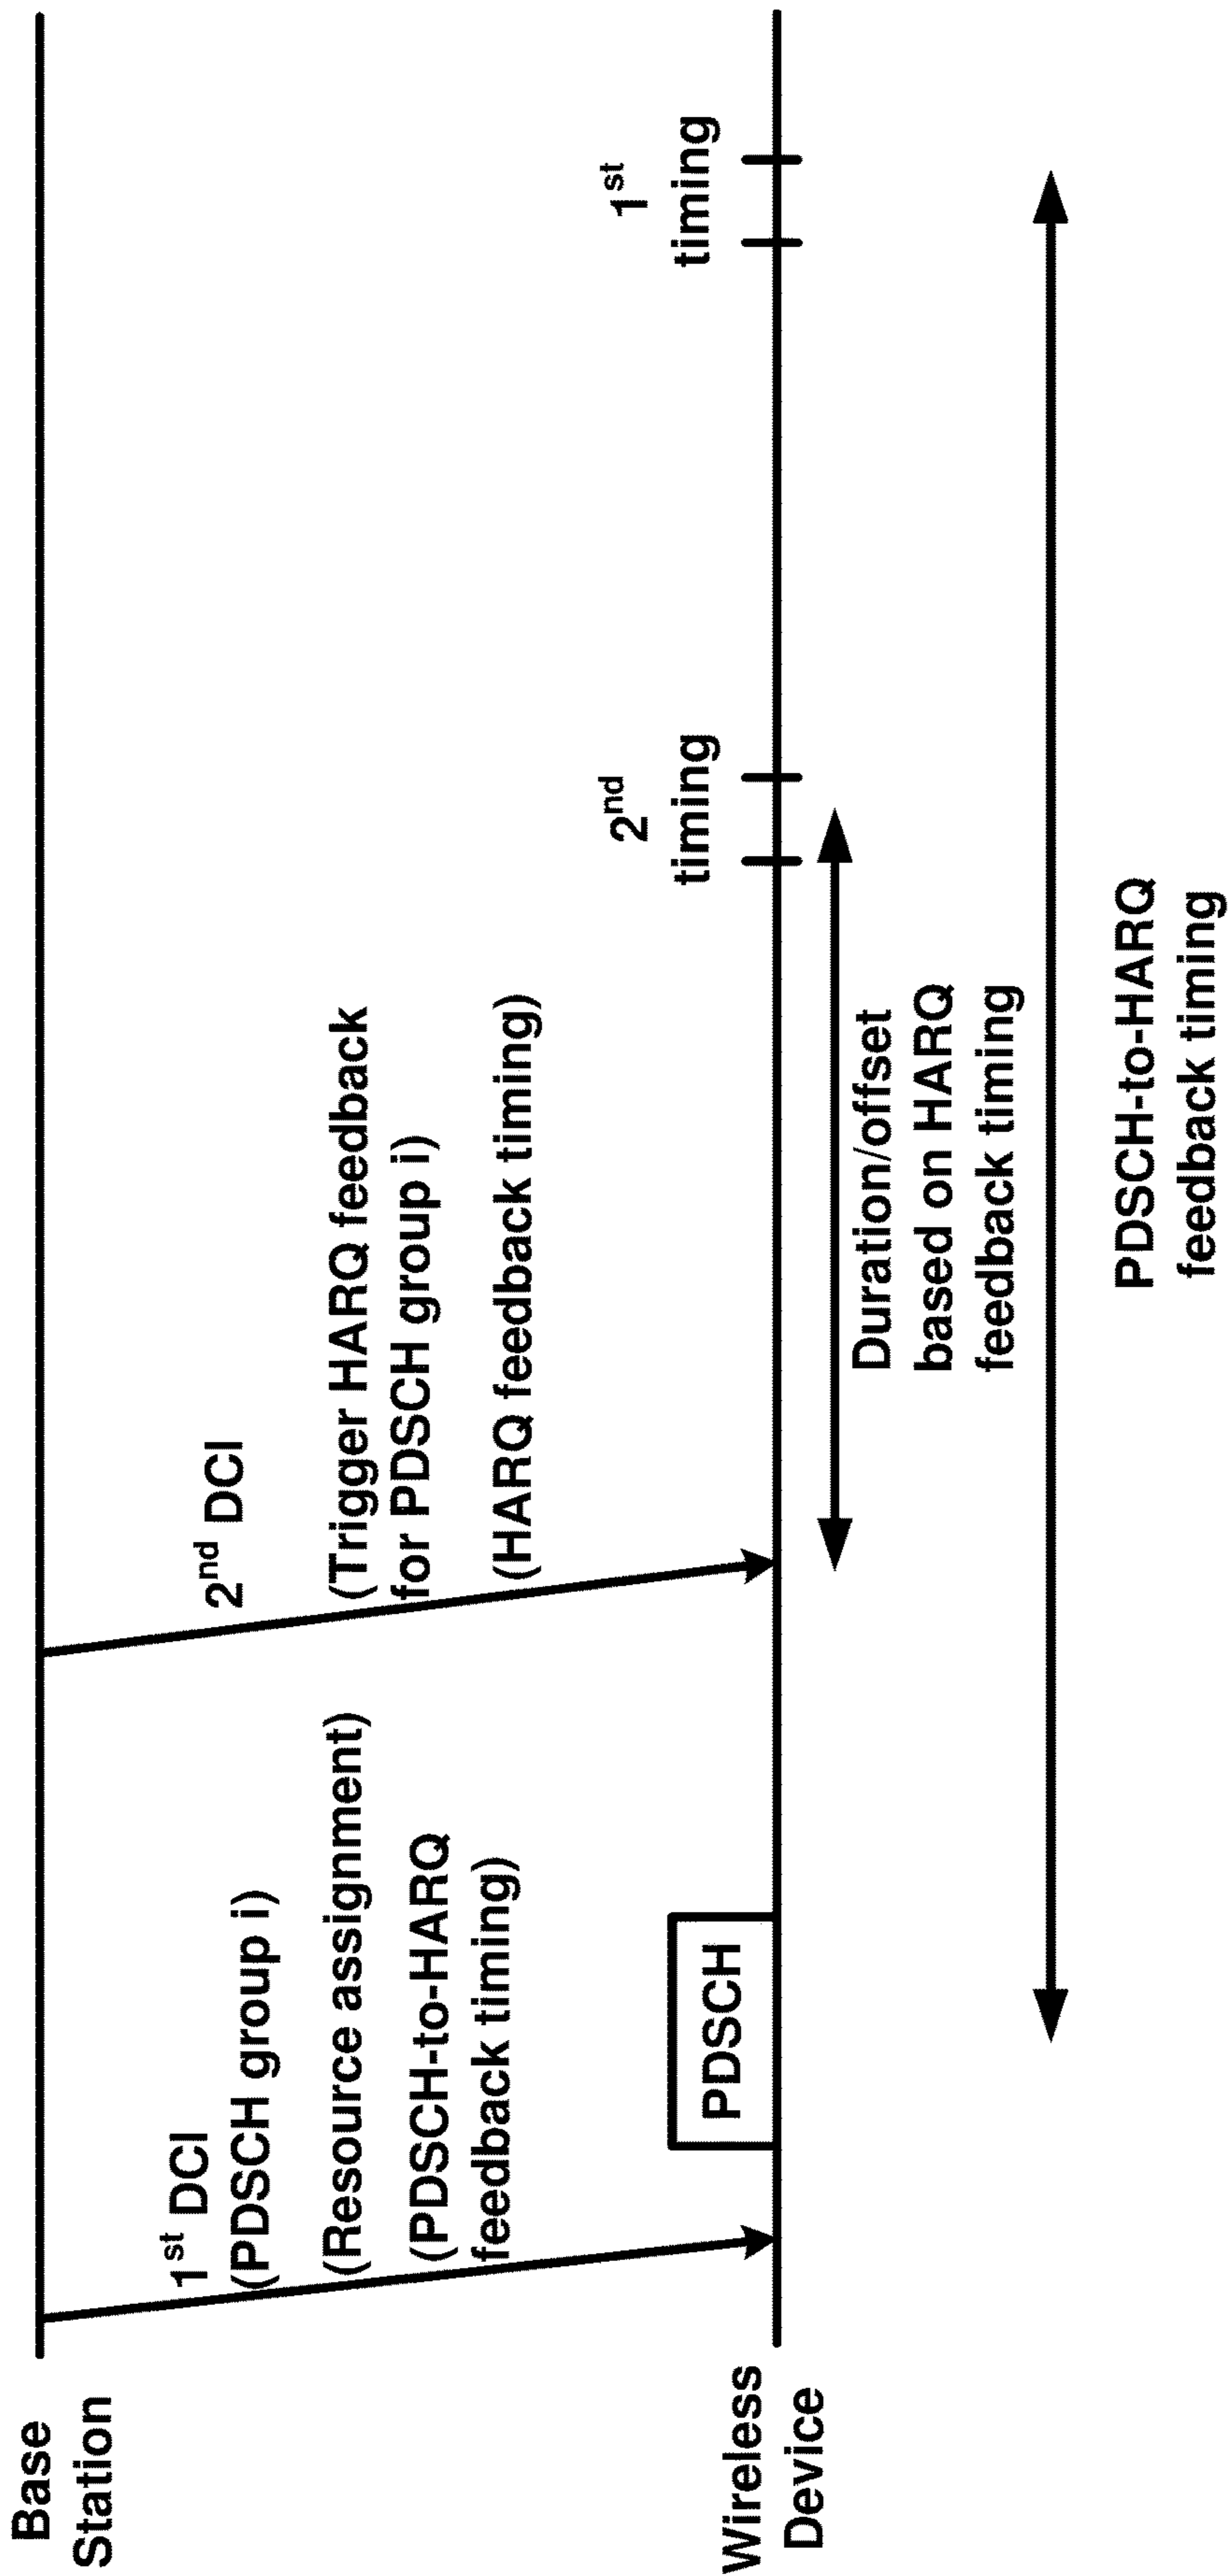 Base
Station
1st DCI
(PDSCH group i)
(Resource assignment)
(PDSCH-to-HARQ
feedback timing)
2nd DCI
(Trigger HARQ feedback
for PDSCH group i)
(HARQ feedback timing)
PDSCH
2nd
timing
1st
timing
Wireless
Device
Duration/offset
based on HARQ
feedback timing
PDSCH-to-HARQ
feedback timing